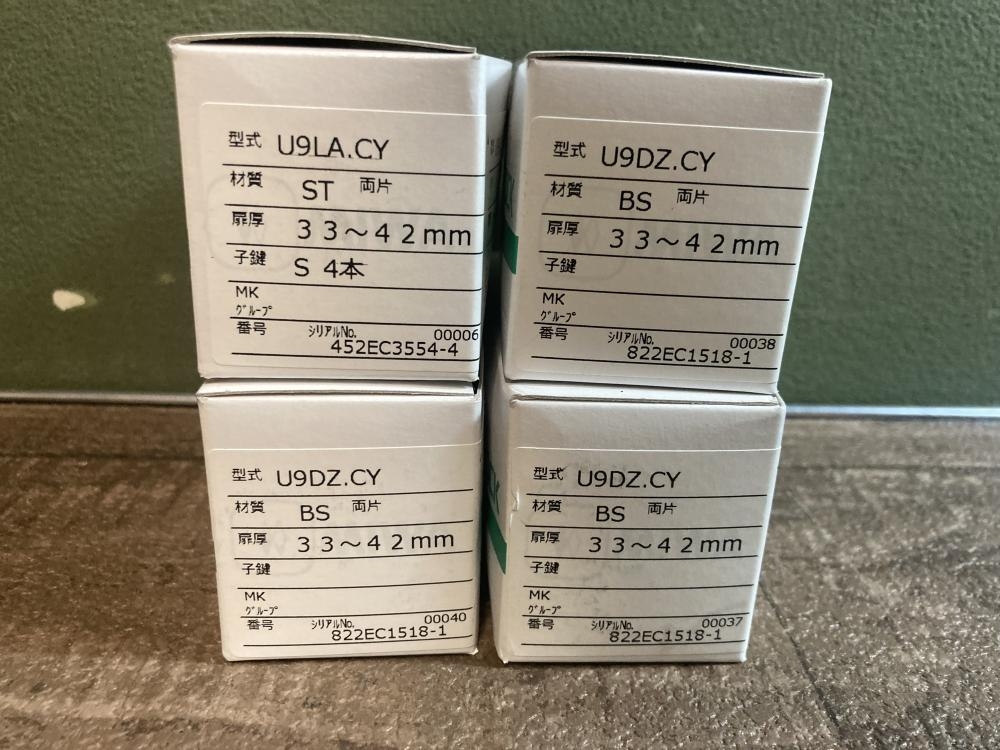 型式 U9LA.CY
材質 ST 両片
扉厚 33～42mm
子鍵 S 4本
MK
グループ
番号 シリアルNo. 00006
452EC3554-4
型式 U9DZ.CY
材質 BS 両片
扉厚 33～42mm
子鍵
MK
グループ
番号 シリアルNo. 00038
822EC1518-1
型式 U9DZ.CY
材質 BS 両片
扉厚 33～42mm
子鍵
MK
グループ
番号 シリアルNo. 00040
822EC1518-1
型式 U9DZ.CY
材質 BS 両片
扉厚 33～42mm
子鍵
MK
グループ
番号 シリアルNo. 00037
822EC1518-1